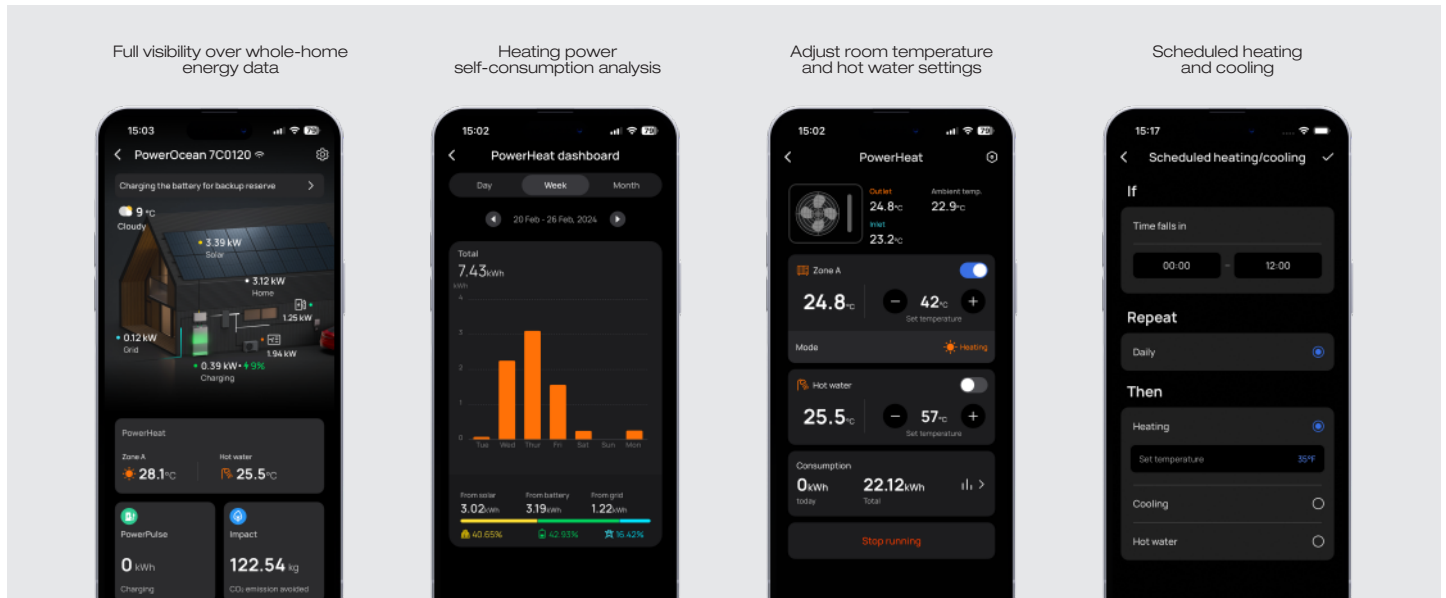 Full visibility over whole-home
energy data
15:03
79
PowerOcean 7C0120
Charging the battery for backup reserve
9 °C
Cloudy
3.39 kW
Solar
3.12 kW
Home
1.25 kW
0.12 kW
Grid
1.94 kW
0.39 kW • 9%
Charging
PowerHeat
Zone A
Hot water
28.1°C
25.5°C
PowerPulse
Impact
0 kWh
122.54 kg
Charging
CO₂ emission avoided
Heating power
self-consumption analysis
15:02
79
PowerHeat dashboard
Day
Week
Month
20 Feb - 26 Feb, 2024
Total
7.43kWh
kWh
4
3
2
1
0
Tue Wed Thur Fri Sat Sun Mon
From solar
From battery
From grid
3.02kWh
3.19kWh
1.22kWh
40.65%
42.93%
16.42%
Adjust room temperature
and hot water settings
15:02
79
PowerHeat
Outlet
Ambient temp.
24.8°C
22.9°C
Inlet
23.2°C
Zone A
24.8°C
− 42°C +
Set temperature
Mode
Heating
Hot water
25.5°C
− 57°C +
Set temperature
Consumption
0kWh
22.12kWh
today
Total
Stop running
Scheduled heating
and cooling
15:17
Scheduled heating/cooling
If
Time falls in
00:00 – 12:00
Repeat
Daily
Then
Heating
Set temperature
35°F
Cooling
Hot water